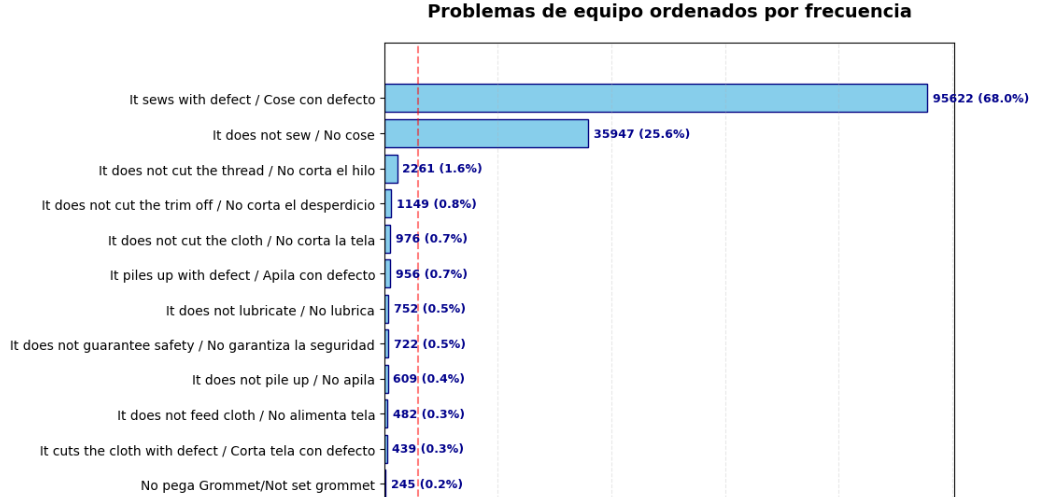 Problemas de equipo ordenados por frecuencia
It sews with defect / Cose con defecto 95622 (68.0%)
It does not sew / No cose 35947 (25.6%)
It does not cut the thread / No corta el hilo 2261 (1.6%)
It does not cut the trim off / No corta el desperdicio 1149 (0.8%)
It does not cut the cloth / No corta la tela 976 (0.7%)
It piles up with defect / Apila con defecto 956 (0.7%)
It does not lubricate / No lubrica 752 (0.5%)
It does not guarantee safety / No garantiza la seguridad 722 (0.5%)
It does not pile up / No apila 609 (0.4%)
It does not feed cloth / No alimenta tela 482 (0.3%)
It cuts the cloth with defect / Corta tela con defecto 439 (0.3%)
No pega Grommet/Not set grommet 245 (0.2%)